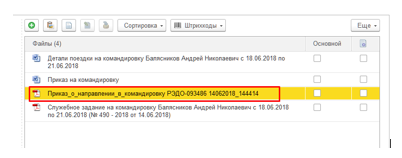 Сортировка
Штрихкоды
Еще
Файлы (4)
Основной
Детали поездки на командировку Балясников Андрей Николаевич с 18.06.2018 по
21.06.2018
Приказ на командировку
Приказ_о_направлении_в_командировку РЗДО-093486 14062018_144414
Служебное задание на командировку Балясников Андрей Николаевич с 18.06.2018
по 21.06.2018 (№ 490 - 2018 от 14.06.2018)